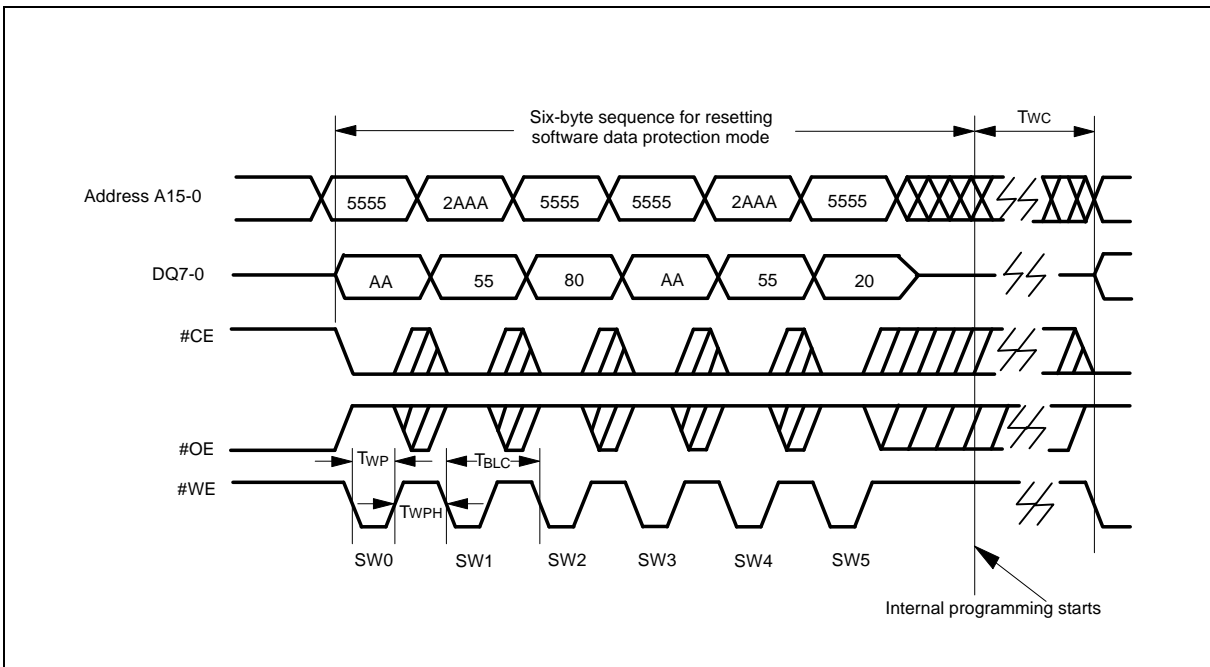 Six-byte sequence for resetting
software data protection mode
TWC
Address A15-0
5555 2AAA 5555 5555 2AAA 5555
DQ7-0
AA 55 80 AA 55 20
#CE
#OE
TWP
TBLC
#WE
TWPH
SW0 SW1 SW2 SW3 SW4 SW5
Internal programming starts